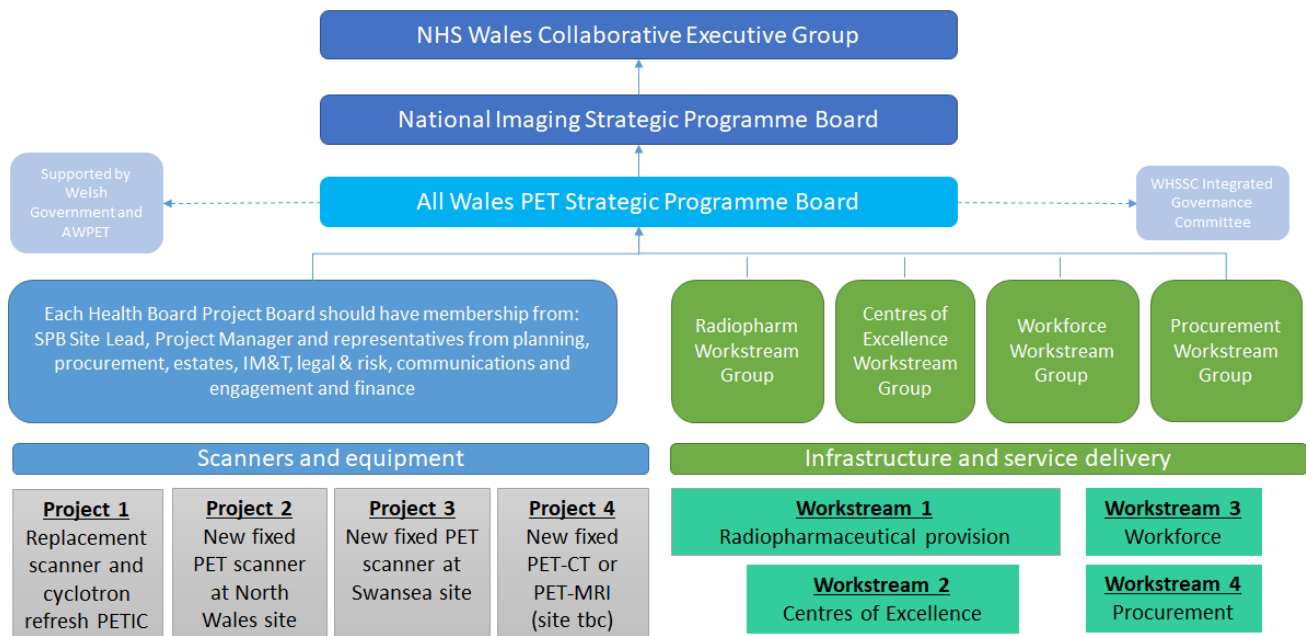 NHS Wales Collaborative Executive Group
National Imaging Strategic Programme Board
Supported by
Welsh
Government and
AWPET
All Wales PET Strategic Programme Board
WHSSC Integrated
Governance
Committee
Each Health Board Project Board should have membership from:
SPB Site Lead, Project Manager and representatives from planning,
procurement, estates, IM&T, legal & risk, communications and
engagement and finance
Radiopharm
Workstream
Group
Centres of
Excellence
Workstream
Group
Workforce
Workstream
Group
Procurement
Workstream
Group
Scanners and equipment
Infrastructure and service delivery
Project 1
Replacement
scanner and
cyclotron
refresh PETIC
Project 2
New fixed
PET scanner
at North
Wales site
Project 3
New fixed PET
scanner at
Swansea site
Project 4
New fixed
PET-CT or
PET-MRI
(site tbc)
Workstream 1
Radiopharmaceutical provision
Workstream 2
Centres of Excellence
Workstream 3
Workforce
Workstream 4
Procurement